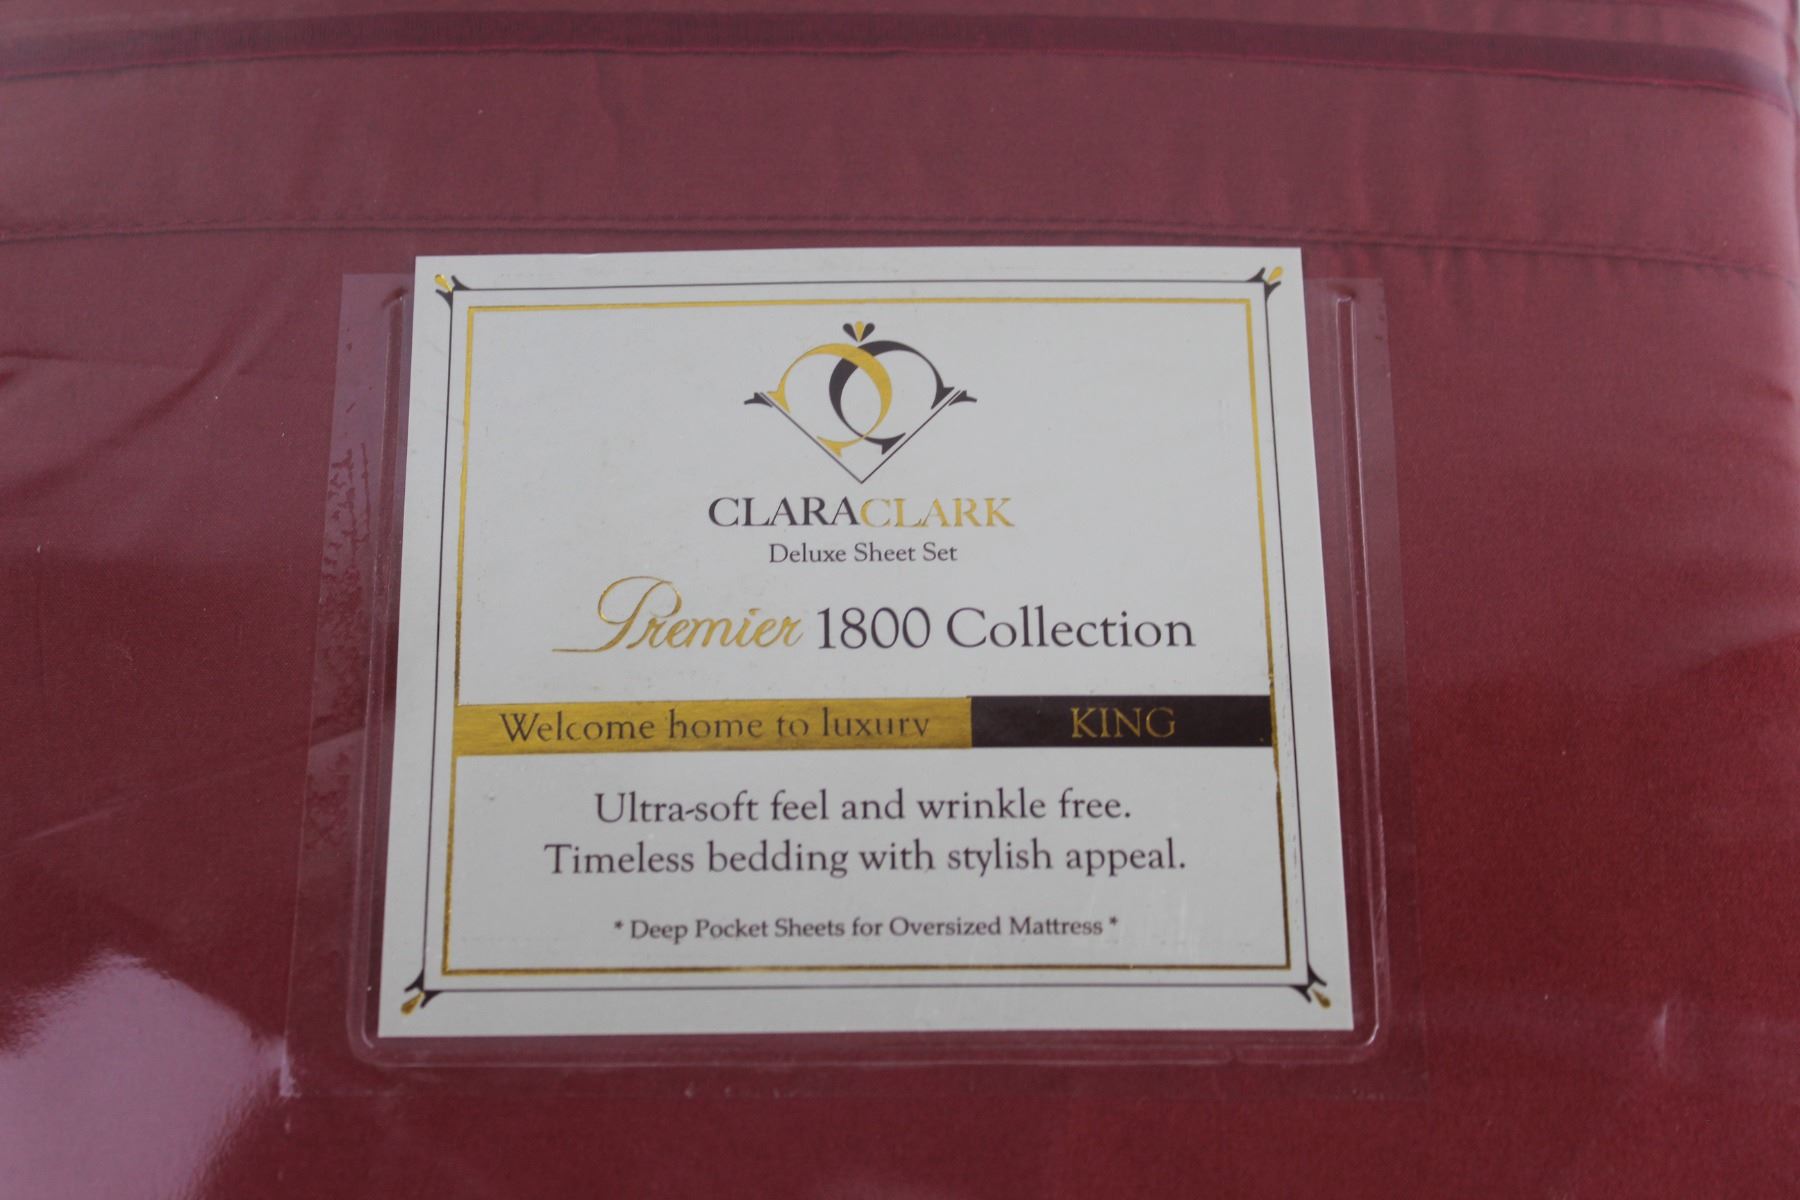 CLARACLARK
Deluxe Sheet Set
Premier 1800 Collection
Welcome home to luxury KING
Ultra-soft feel and wrinkle free.
Timeless bedding with stylish appeal.
* Deep Pocket Sheets for Oversized Mattress *